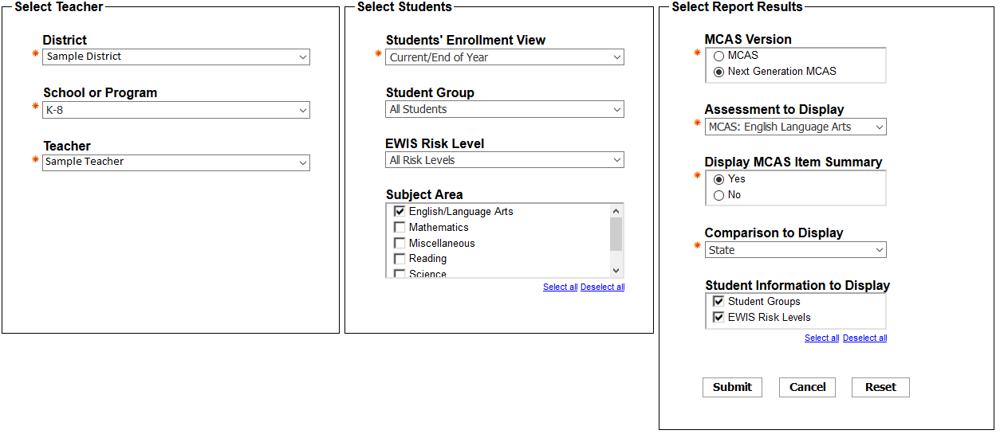 Select Teacher
District
Sample District
School or Program
K-8
Teacher
Sample Teacher
Select Students
Students' Enrollment View
Current/End of Year
Student Group
All Students
EWIS Risk Level
All Risk Levels
Subject Area
English/Language Arts
Mathematics
Miscellaneous
Reading
Science
Select all Deselect all
Select Report Results
MCAS Version
MCAS
Next Generation MCAS
Assessment to Display
MCAS: English Language Arts
Display MCAS Item Summary
Yes
No
Comparison to Display
State
Student Information to Display
Student Groups
EWIS Risk Levels
Select all Deselect all
Submit Cancel Reset